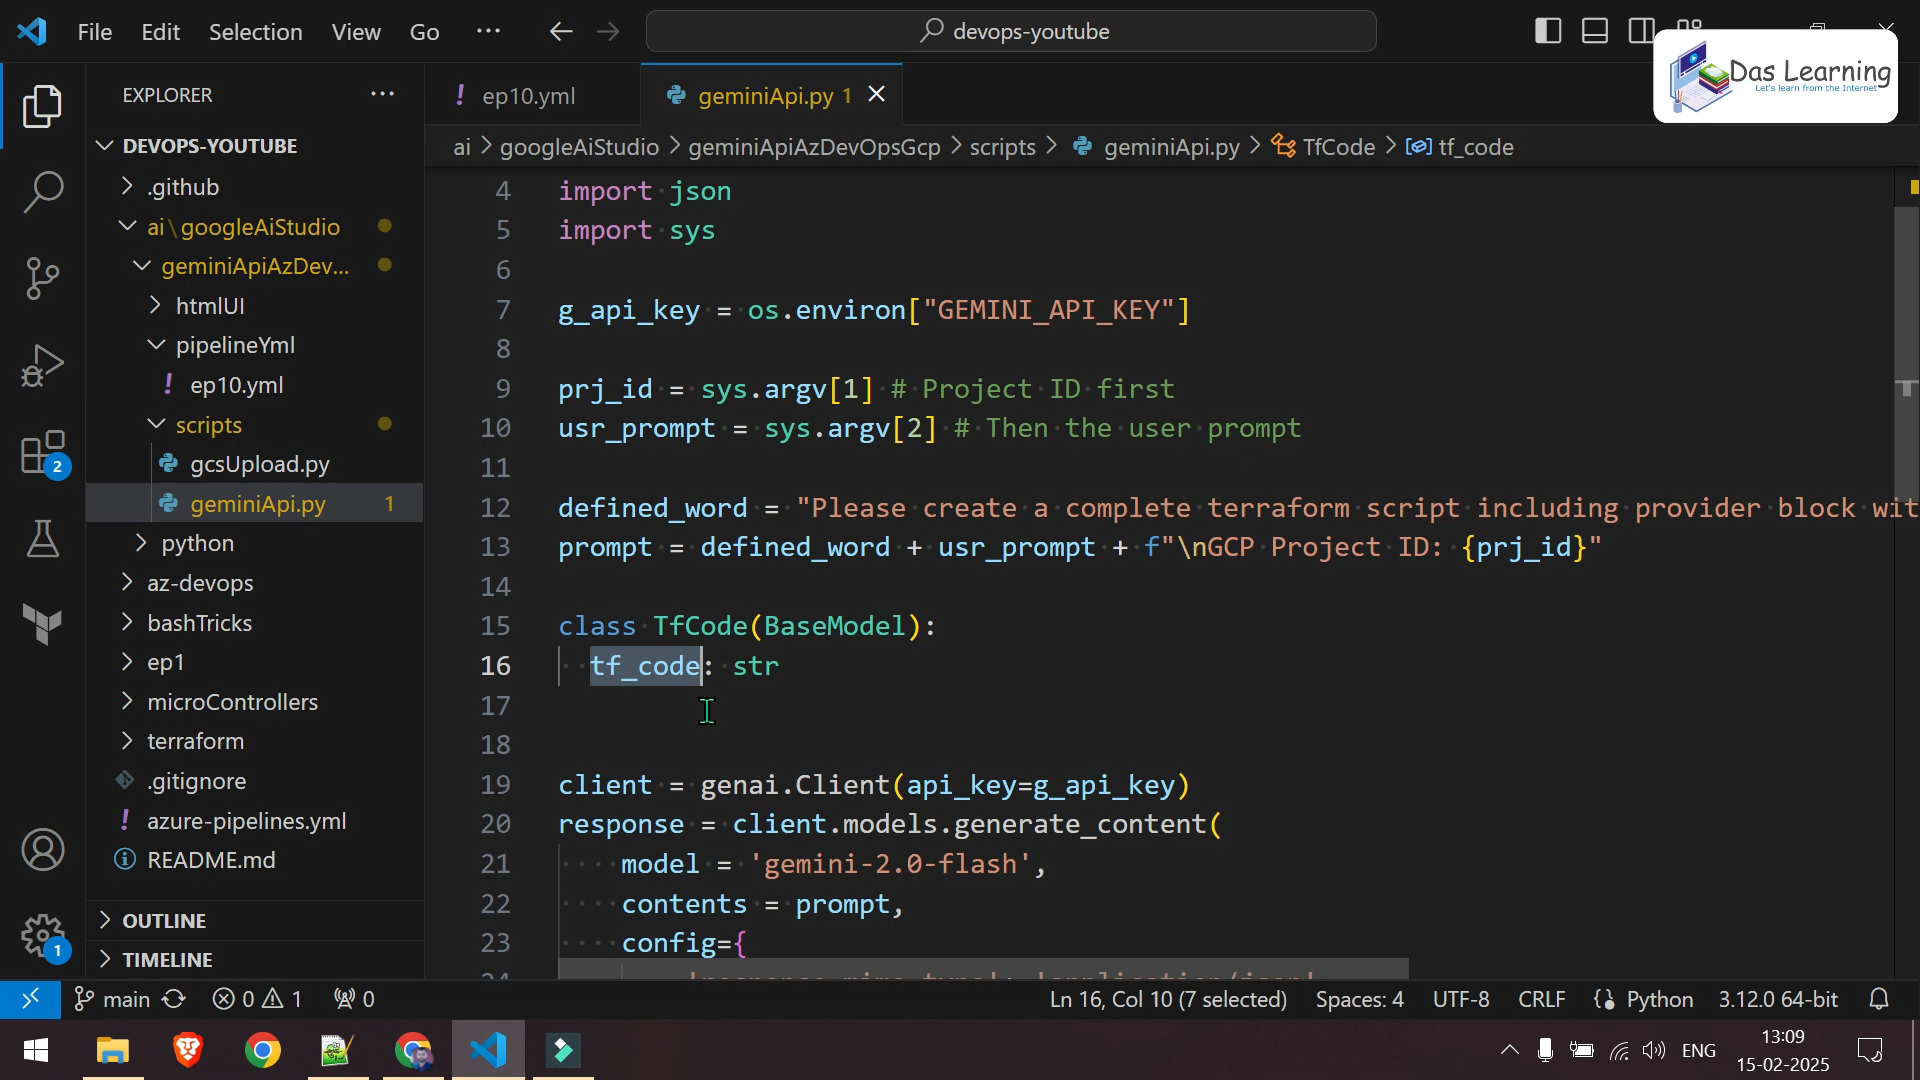 File Edit Selection View Go ··· devops-youtube
Das Learning
Let's learn from the Internet
EXPLORER ···
ep10.yml
geminiApi.py 1
ai > googleAiStudio > geminiApiAzDevOpsGcp > scripts > geminiApi.py > TfCode > tf_code
DEVOPS-YOUTUBE
.github
ai\googleAiStudio
geminiApiAzDev...
htmlUI
pipelineYml
ep10.yml
scripts
gcsUpload.py
geminiApi.py 1
python
az-devops
bashTricks
ep1
microControllers
terraform
.gitignore
azure-pipelines.yml
README.md
OUTLINE
TIMELINE
2
1
4 import json
5 import sys
6
7 g_api_key = os.environ["GEMINI_API_KEY"]
8
9 prj_id = sys.argv[1] # Project ID first
10 usr_prompt = sys.argv[2] # Then the user prompt
11
12 defined_word = "Please create a complete terraform script including provider block wit
13 prompt = defined_word + usr_prompt + f"\nGCP Project ID: {prj_id}"
14
15 class TfCode(BaseModel):
16 tf_code: str
17
18
19 client = genai.Client(api_key=g_api_key)
20 response = client.models.generate_content(
21 model = 'gemini-2.0-flash',
22 contents = prompt,
23 config={
main 0 1 0 Ln 16, Col 10 (7 selected) Spaces: 4 UTF-8 CRLF Python 3.12.0 64-bit
ENG
13:09
15-02-2025